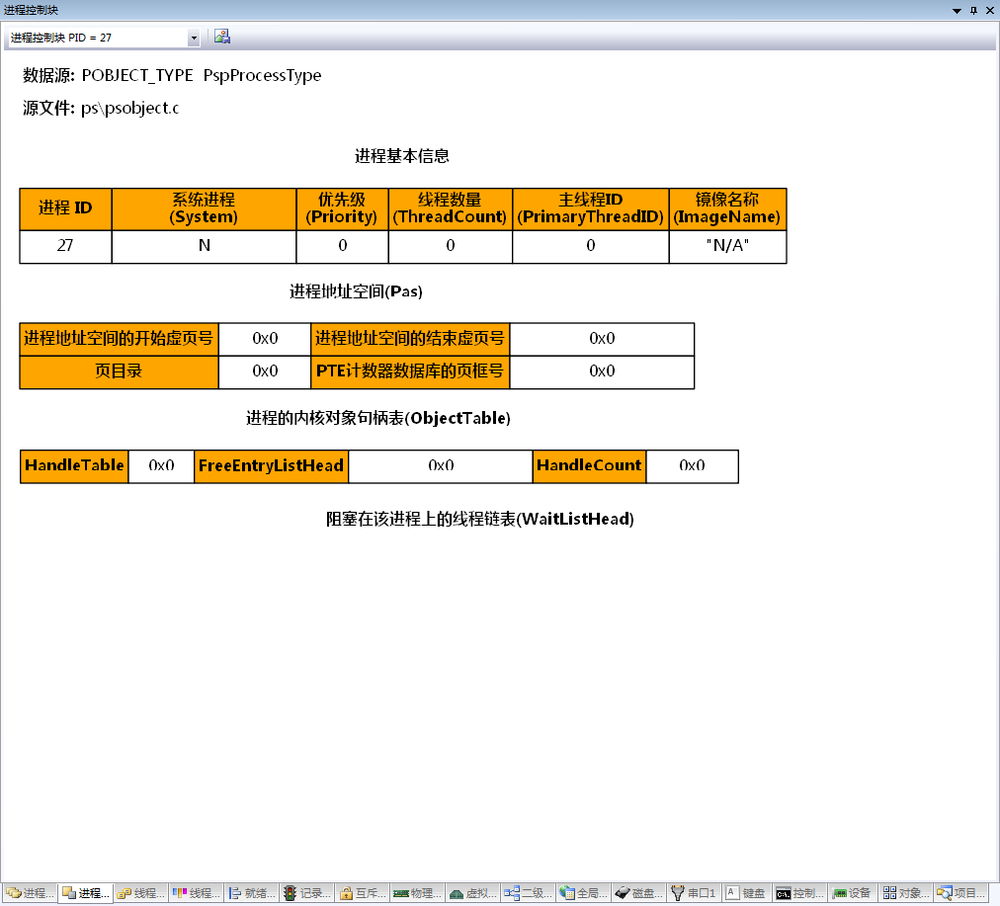 进程控制块
进程控制块 PID = 27
数据源: POBJECT_TYPE PspProcessType
源文件: ps\psobject.c
进程基本信息
进程 ID 系统进程 (System) 优先级 (Priority) 线程数量 (ThreadCount) 主线程ID (PrimaryThreadID) 镜像名称 (ImageName)
27 N 0 0 0 "N/A"
进程地址空间(Pas)
进程地址空间的开始虚页号 0x0 进程地址空间的结束虚页号 0x0
页目录 0x0 PTE计数器数据库的页框号 0x0
进程的内核对象句柄表(ObjectTable)
HandleTable 0x0 FreeEntryListHead 0x0 HandleCount 0x0
阻塞在该进程上的线程链表(WaitListHead)
进程... 进程... 线程... 线程... 就绪... 记录... 互斥... 物理... 虚拟... 二级... 全局... 磁盘... 串口1 键盘 控制... 设备 对象... 项目...